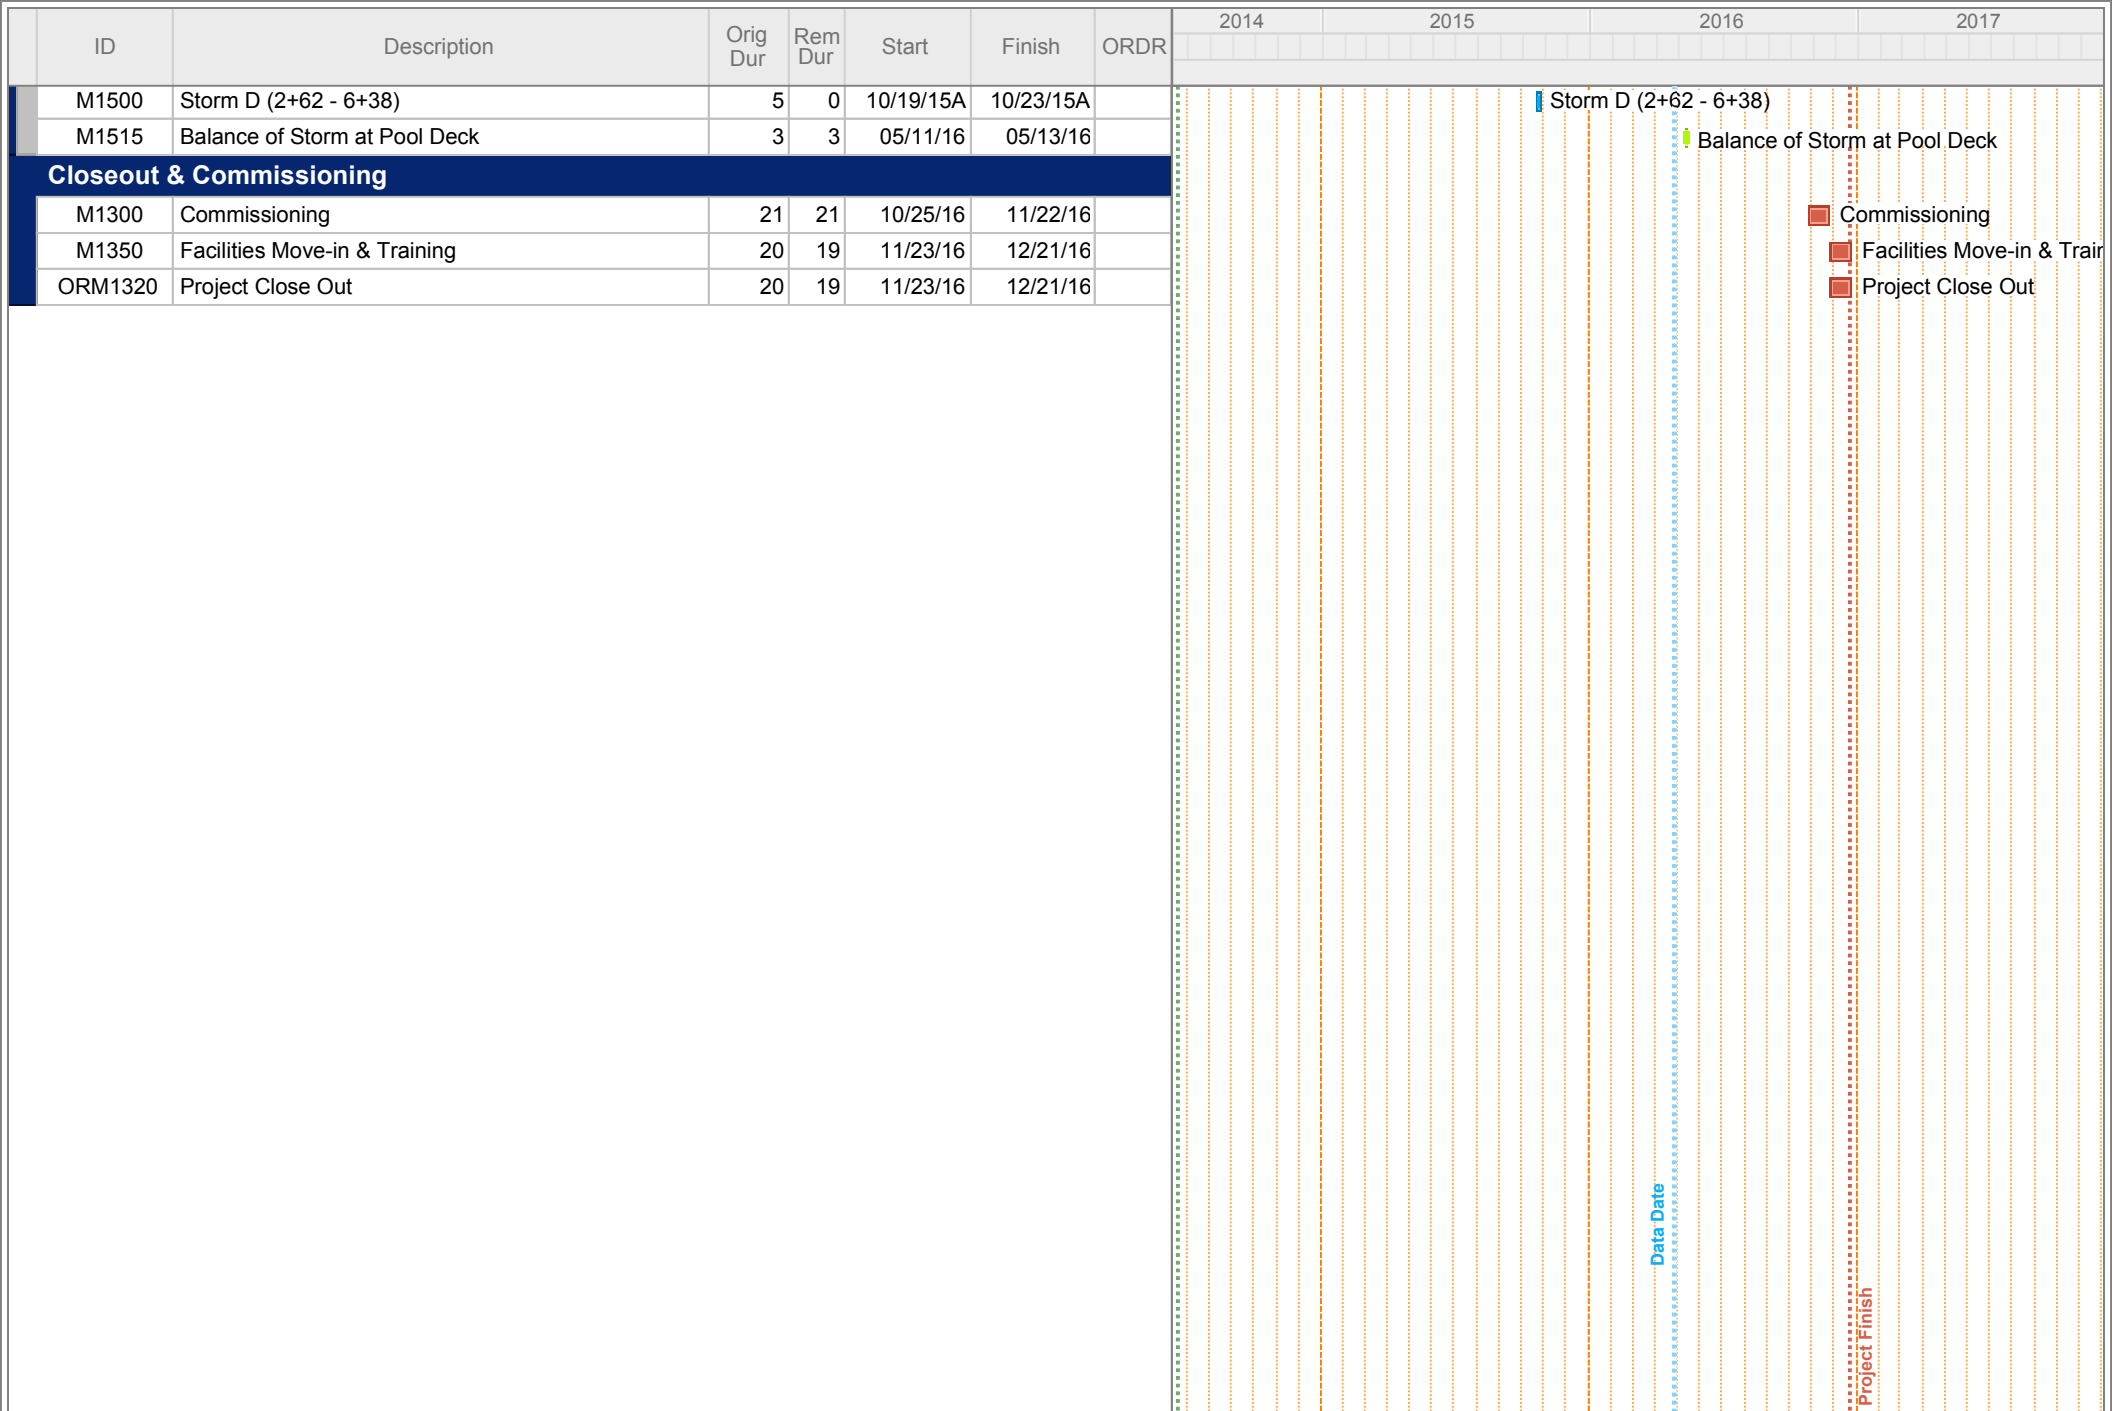 ID Description Orig Dur Rem Dur Start Finish ORDR 2014 2015 2016 2017
M1500 Storm D (2+62 - 6+38) 5 0 10/19/15A 10/23/15A Storm D (2+62 - 6+38)
M1515 Balance of Storm at Pool Deck 3 3 05/11/16 05/13/16 Balance of Storm at Pool Deck
Closeout & Commissioning
M1300 Commissioning 21 21 10/25/16 11/22/16 Commissioning
M1350 Facilities Move-in & Training 20 19 11/23/16 12/21/16 Facilities Move-in & Train
ORM1320 Project Close Out 20 19 11/23/16 12/21/16 Project Close Out
Data Date
Project Finish